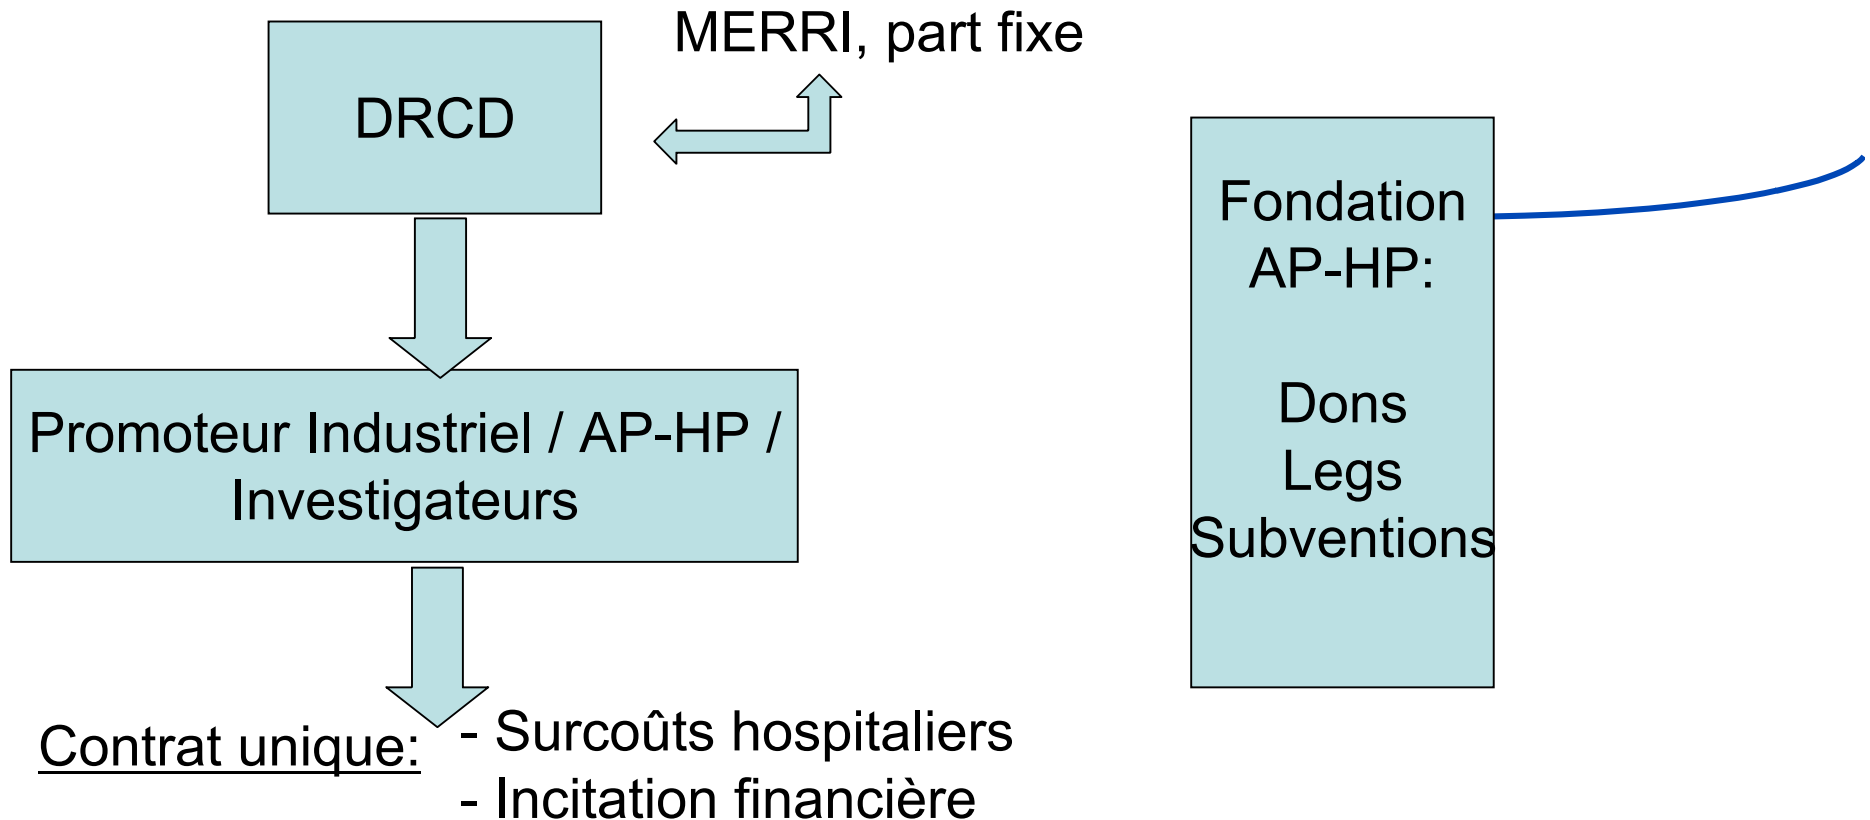 MERRI, part fixe
DRCD
Promoteur Industriel / AP-HP /
Investigateurs
Contrat unique:
- Surcoûts hospitaliers
- Incitation financière
Fondation
AP-HP:
Dons
Legs
Subventions